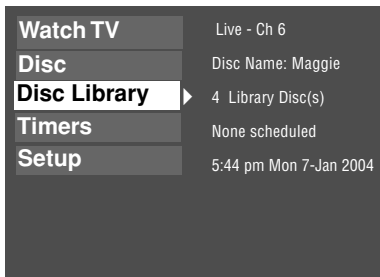 Watch TV Live - Ch 6
Disc Disc Name: Maggie
Disc Library 4 Library Disc(s)
Timers None scheduled
Setup 5:44 pm Mon 7-Jan 2004